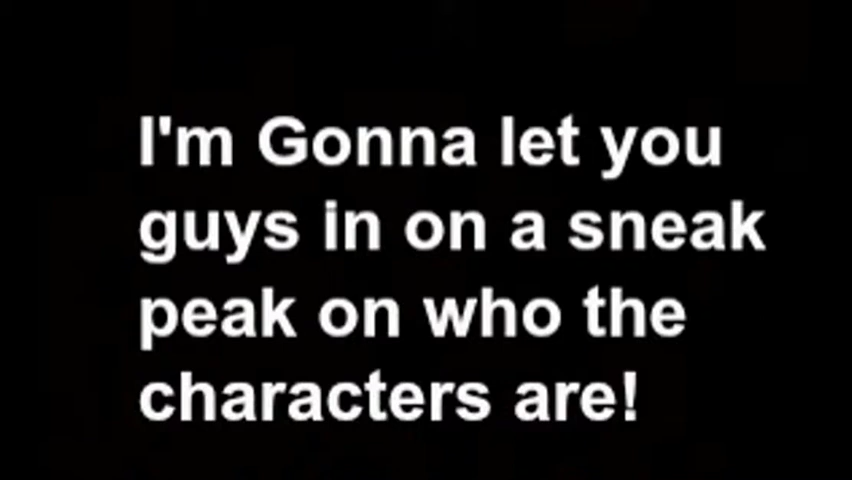 I'm Gonna let you
guys in on a sneak
peak on who the
characters are!